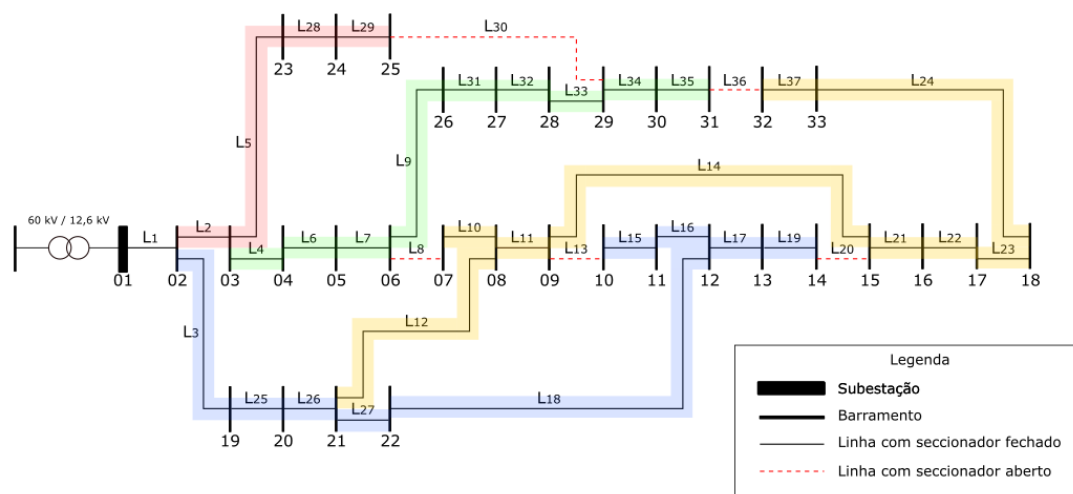 L28 L29 L30
23 24 25
L31 L32 L33 L34 L35 L36 L37 L24
26 27 28 29 30 31 32 33
L5
L9
L14
60 kV / 12,6 kV
L1 L2 L4 L6 L7 L8 L10 L11 L13 L15 L16 L17 L19 L20 L21 L22 L23
01 02 03 04 05 06 07 08 09 10 11 12 13 14 15 16 17 18
L3
L12
L25 L26 L27 L18
19 20 21 22
Legenda
Subestação
Barramento
Linha com seccionador fechado
Linha com seccionador aberto